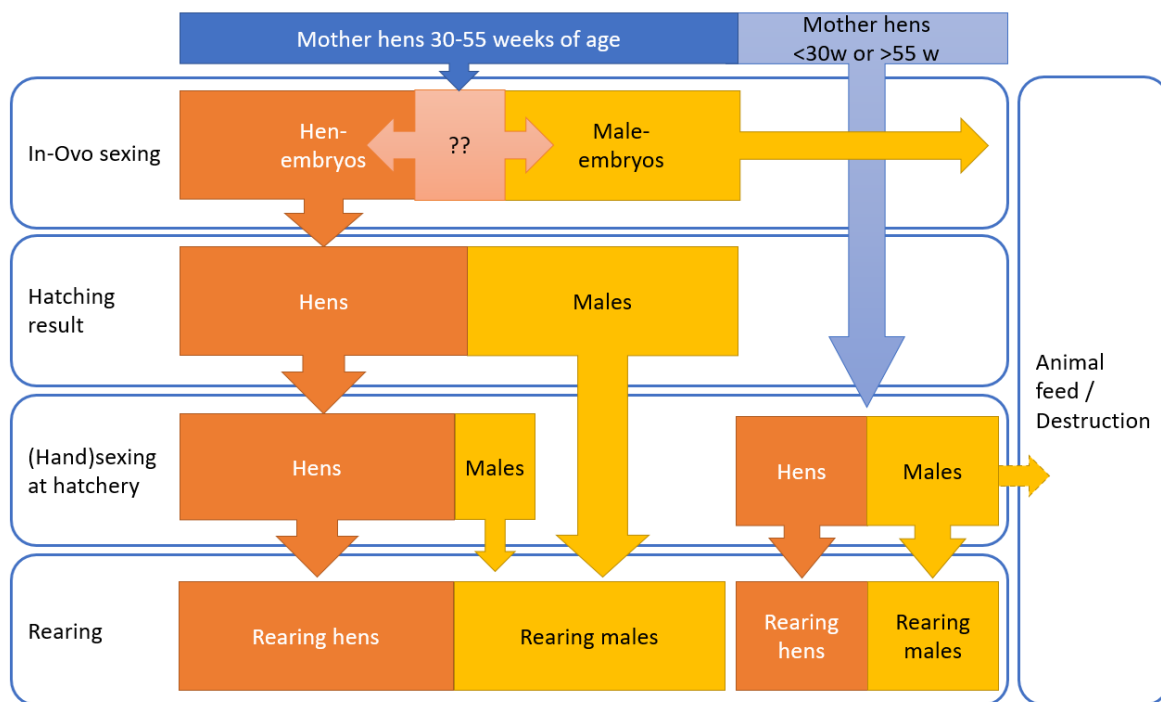 Mother hens 30-55 weeks of age
Mother hens
<30w or >55 w
In-Ovo sexing
Hen-
embryos
??
Male-
embryos
Hatching
result
Hens
Males
Animal
feed /
Destruction
(Hand)sexing
at hatchery
Hens
Males
Hens
Males
Rearing
Rearing hens
Rearing males
Rearing
hens
Rearing
males